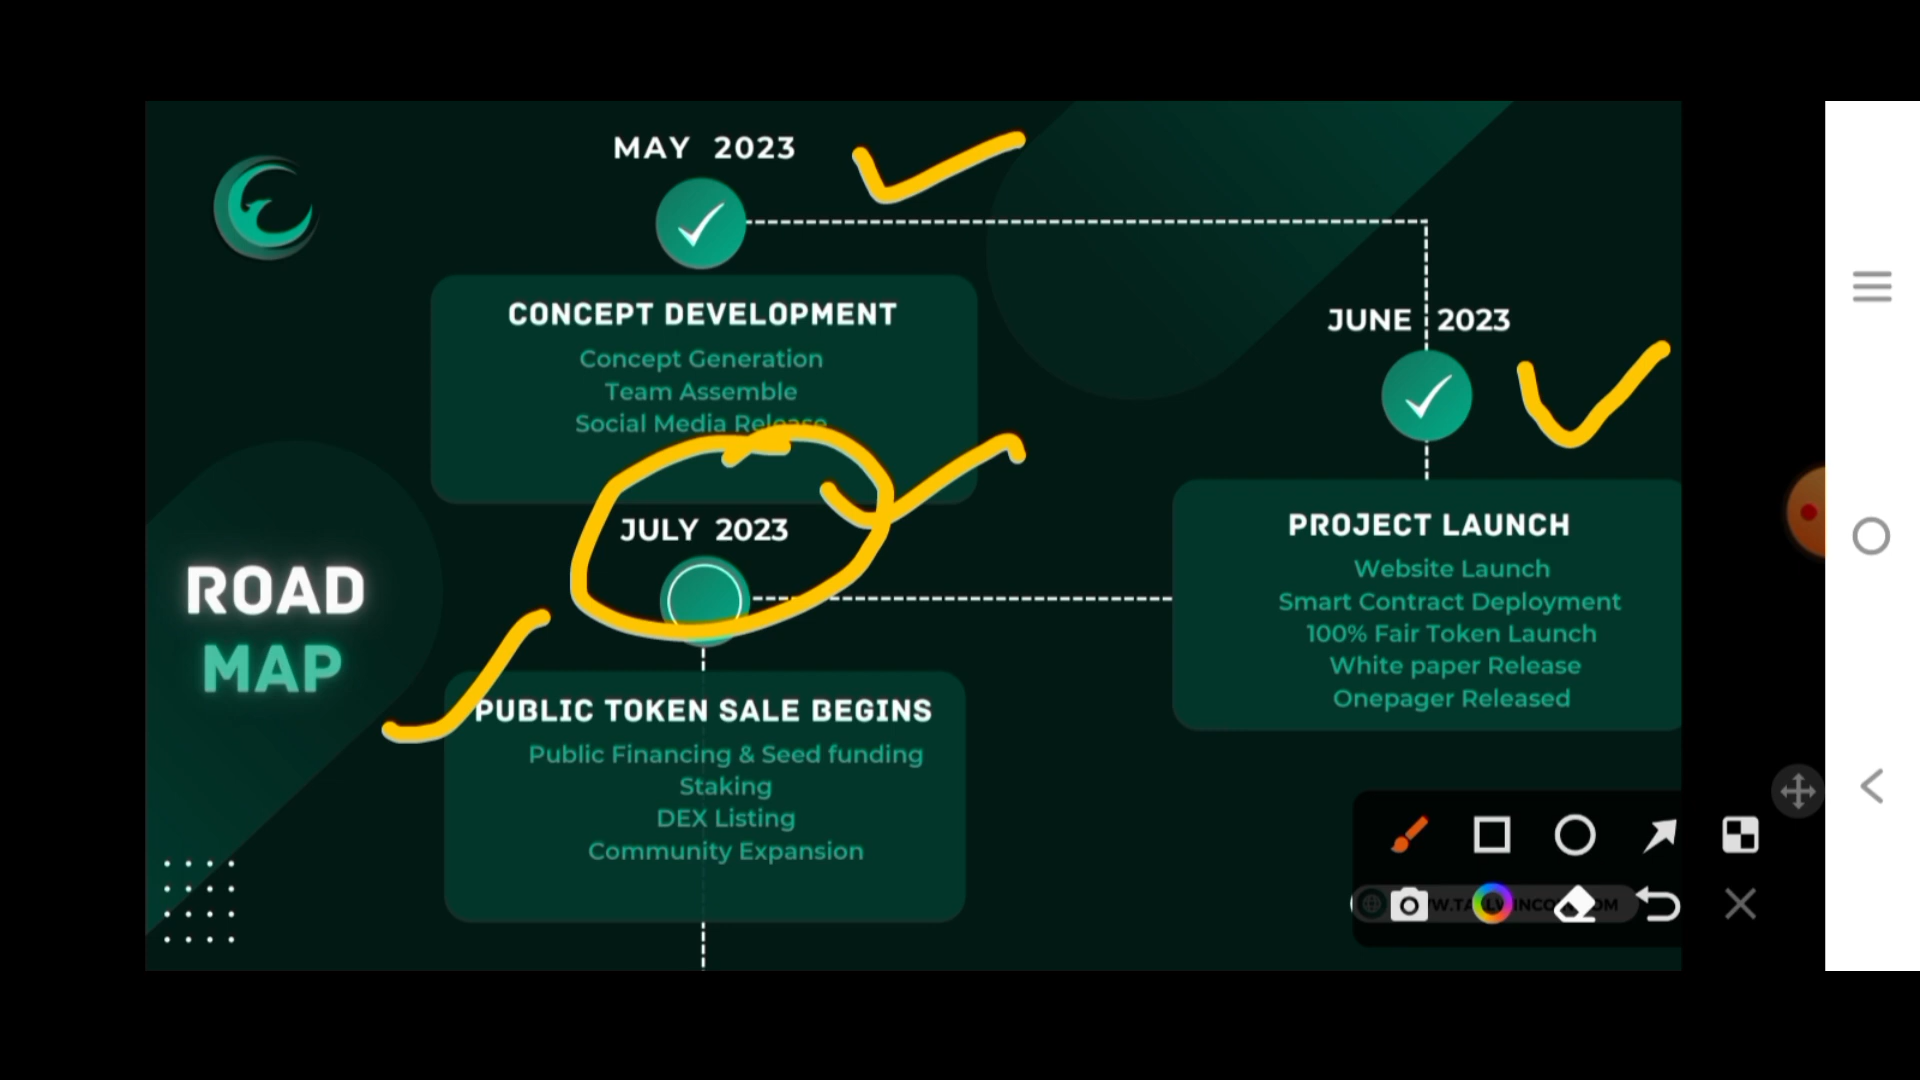 MAY 2023
CONCEPT DEVELOPMENT
Concept Generation
Team Assemble
Social Media Release
JUNE 2023
PROJECT LAUNCH
Website Launch
Smart Contract Deployment
100% Fair Token Launch
White paper Release
Onepager Released
JULY 2023
PUBLIC TOKEN SALE BEGINS
Public Financing & Seed funding
Staking
DEX Listing
Community Expansion
ROAD
MAP